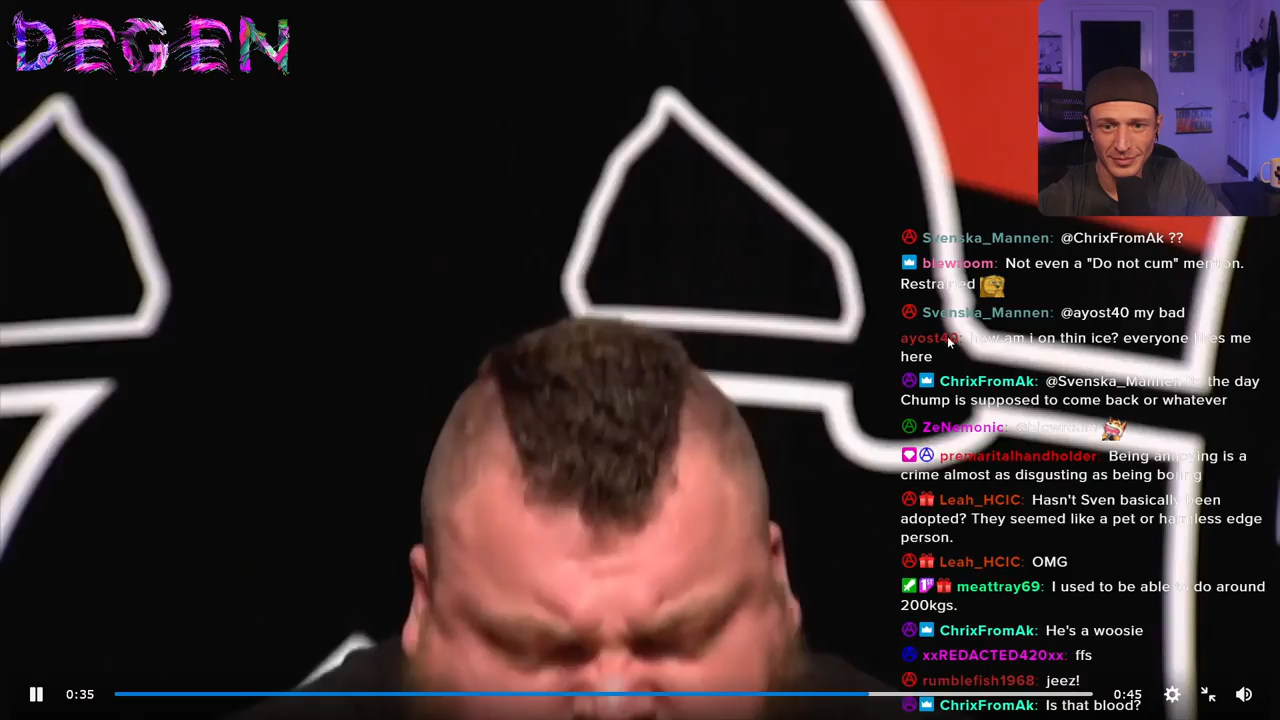 DEGEN
Svenska_Mannen: @ChrixFromAk ??
blewroom: Not even a "Do not cum" mention.
Restrained
Svenska_Mannen: @ayost40 my bad
ayost40: how am i on thin ice? everyone likes me
here
ChrixFromAk: @Svenska_Mannen the day
Chump is supposed to come back or whatever
ZeNemonic: @blewroom
premaritalhandholder: Being annoying is a
crime almost as disgusting as being boring
Leah_HCIC: Hasn't Sven basically been
adopted? They seemed like a pet or harmless edge
person.
Leah_HCIC: OMG
meattray69: I used to be able to do around
200kgs.
ChrixFromAk: He's a woosie
xxREDACTED420xx: ffs
rumblefish1968: jeez!
ChrixFromAk: Is that blood?
0:35
0:45